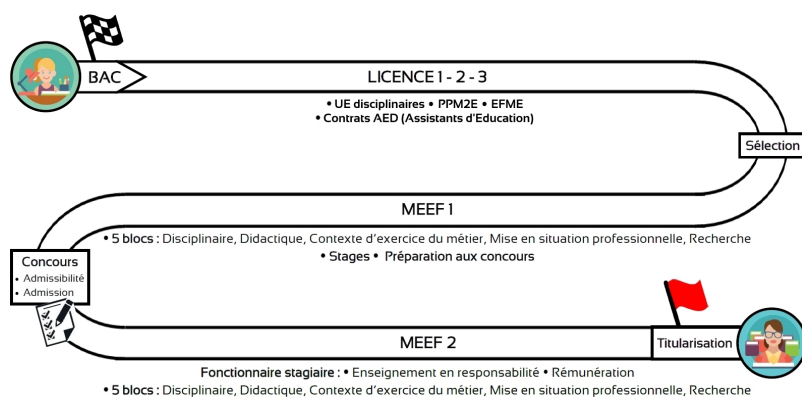 BAC
LICENCE 1 - 2 - 3
• UE disciplinaires • PPM2E • EFME
• Contrats AED (Assistants d'Education)
Sélection
MEEF 1
• 5 blocs : Disciplinaire, Didactique, Contexte d'exercice du métier, Mise en situation professionnelle, Recherche
• Stages • Préparation aux concours
Concours
• Admissibilité
• Admission
MEEF 2
Titularisation
Fonctionnaire stagiaire : • Enseignement en responsabilité • Rémunération
• 5 blocs : Disciplinaire, Didactique, Contexte d'exercice du métier, Mise en situation professionnelle, Recherche